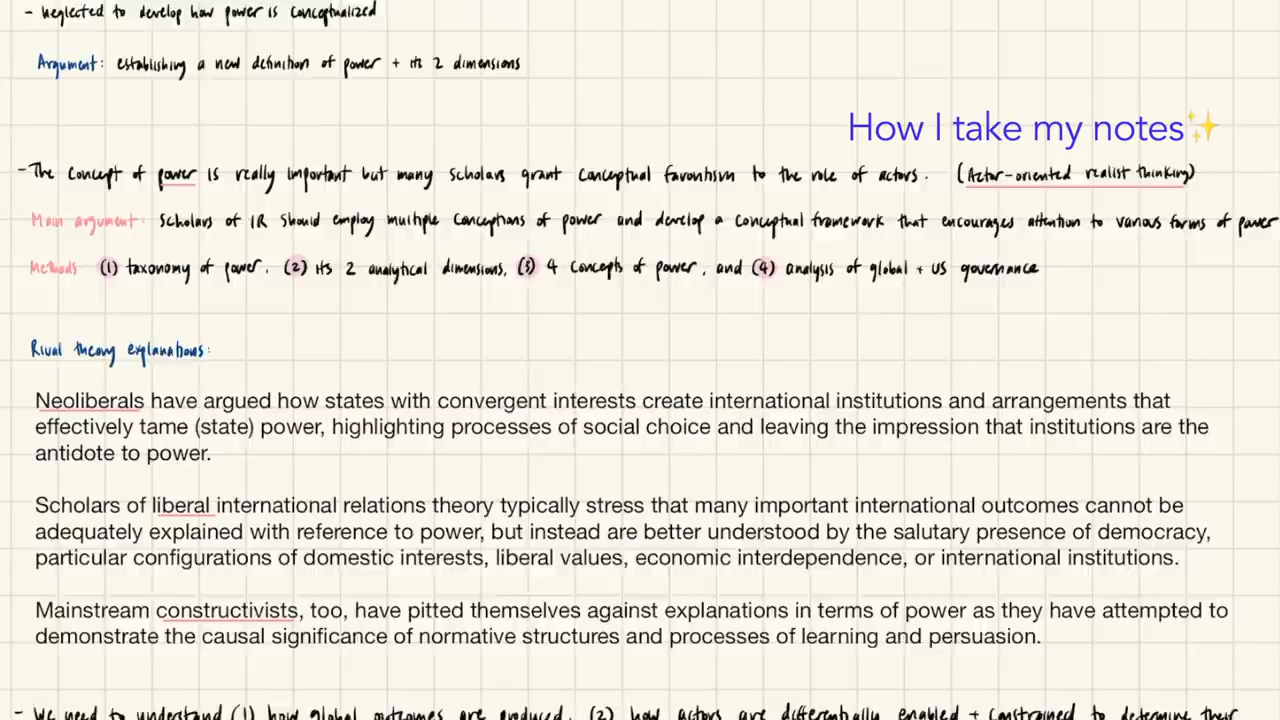 - neglected to develop how power is conceptualized
Argument: establishing a new definition of power + its 2 dimensions
How I take my notes✨
- The concept of power is really important but many scholars grant conceptual favoritism to the role of actors. (Actor-oriented realist thinking)
Main argument: Scholars of IR should employ multiple conceptions of power and develop a conceptual framework that encourages attention to various forms of power
Methods (1) taxonomy of power, (2) its 2 analytical dimensions, (3) 4 concepts of power, and (4) analysis of global + US governance
Rival theory explanations:
Neoliberals have argued how states with convergent interests create international institutions and arrangements that
effectively tame (state) power, highlighting processes of social choice and leaving the impression that institutions are the
antidote to power.
Scholars of liberal international relations theory typically stress that many important international outcomes cannot be
adequately explained with reference to power, but instead are better understood by the salutary presence of democracy,
particular configurations of domestic interests, liberal values, economic interdependence, or international institutions.
Mainstream constructivists, too, have pitted themselves against explanations in terms of power as they have attempted to
demonstrate the causal significance of normative structures and processes of learning and persuasion.
- We need to understand (1) how global outcomes are produced, (2) how actors are differentially enabled + constrained to determine their